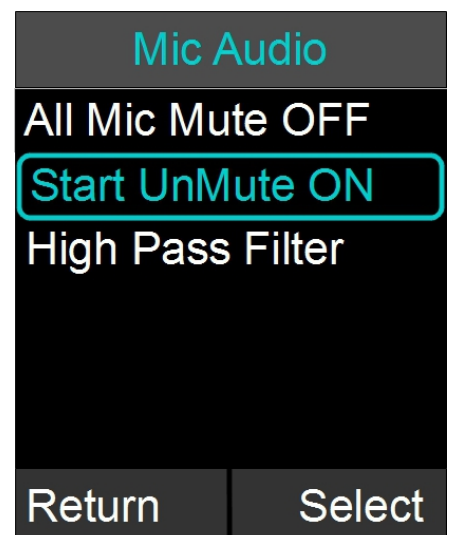 Mic Audio
All Mic Mute OFF
Start UnMute ON
High Pass Filter
Return Select